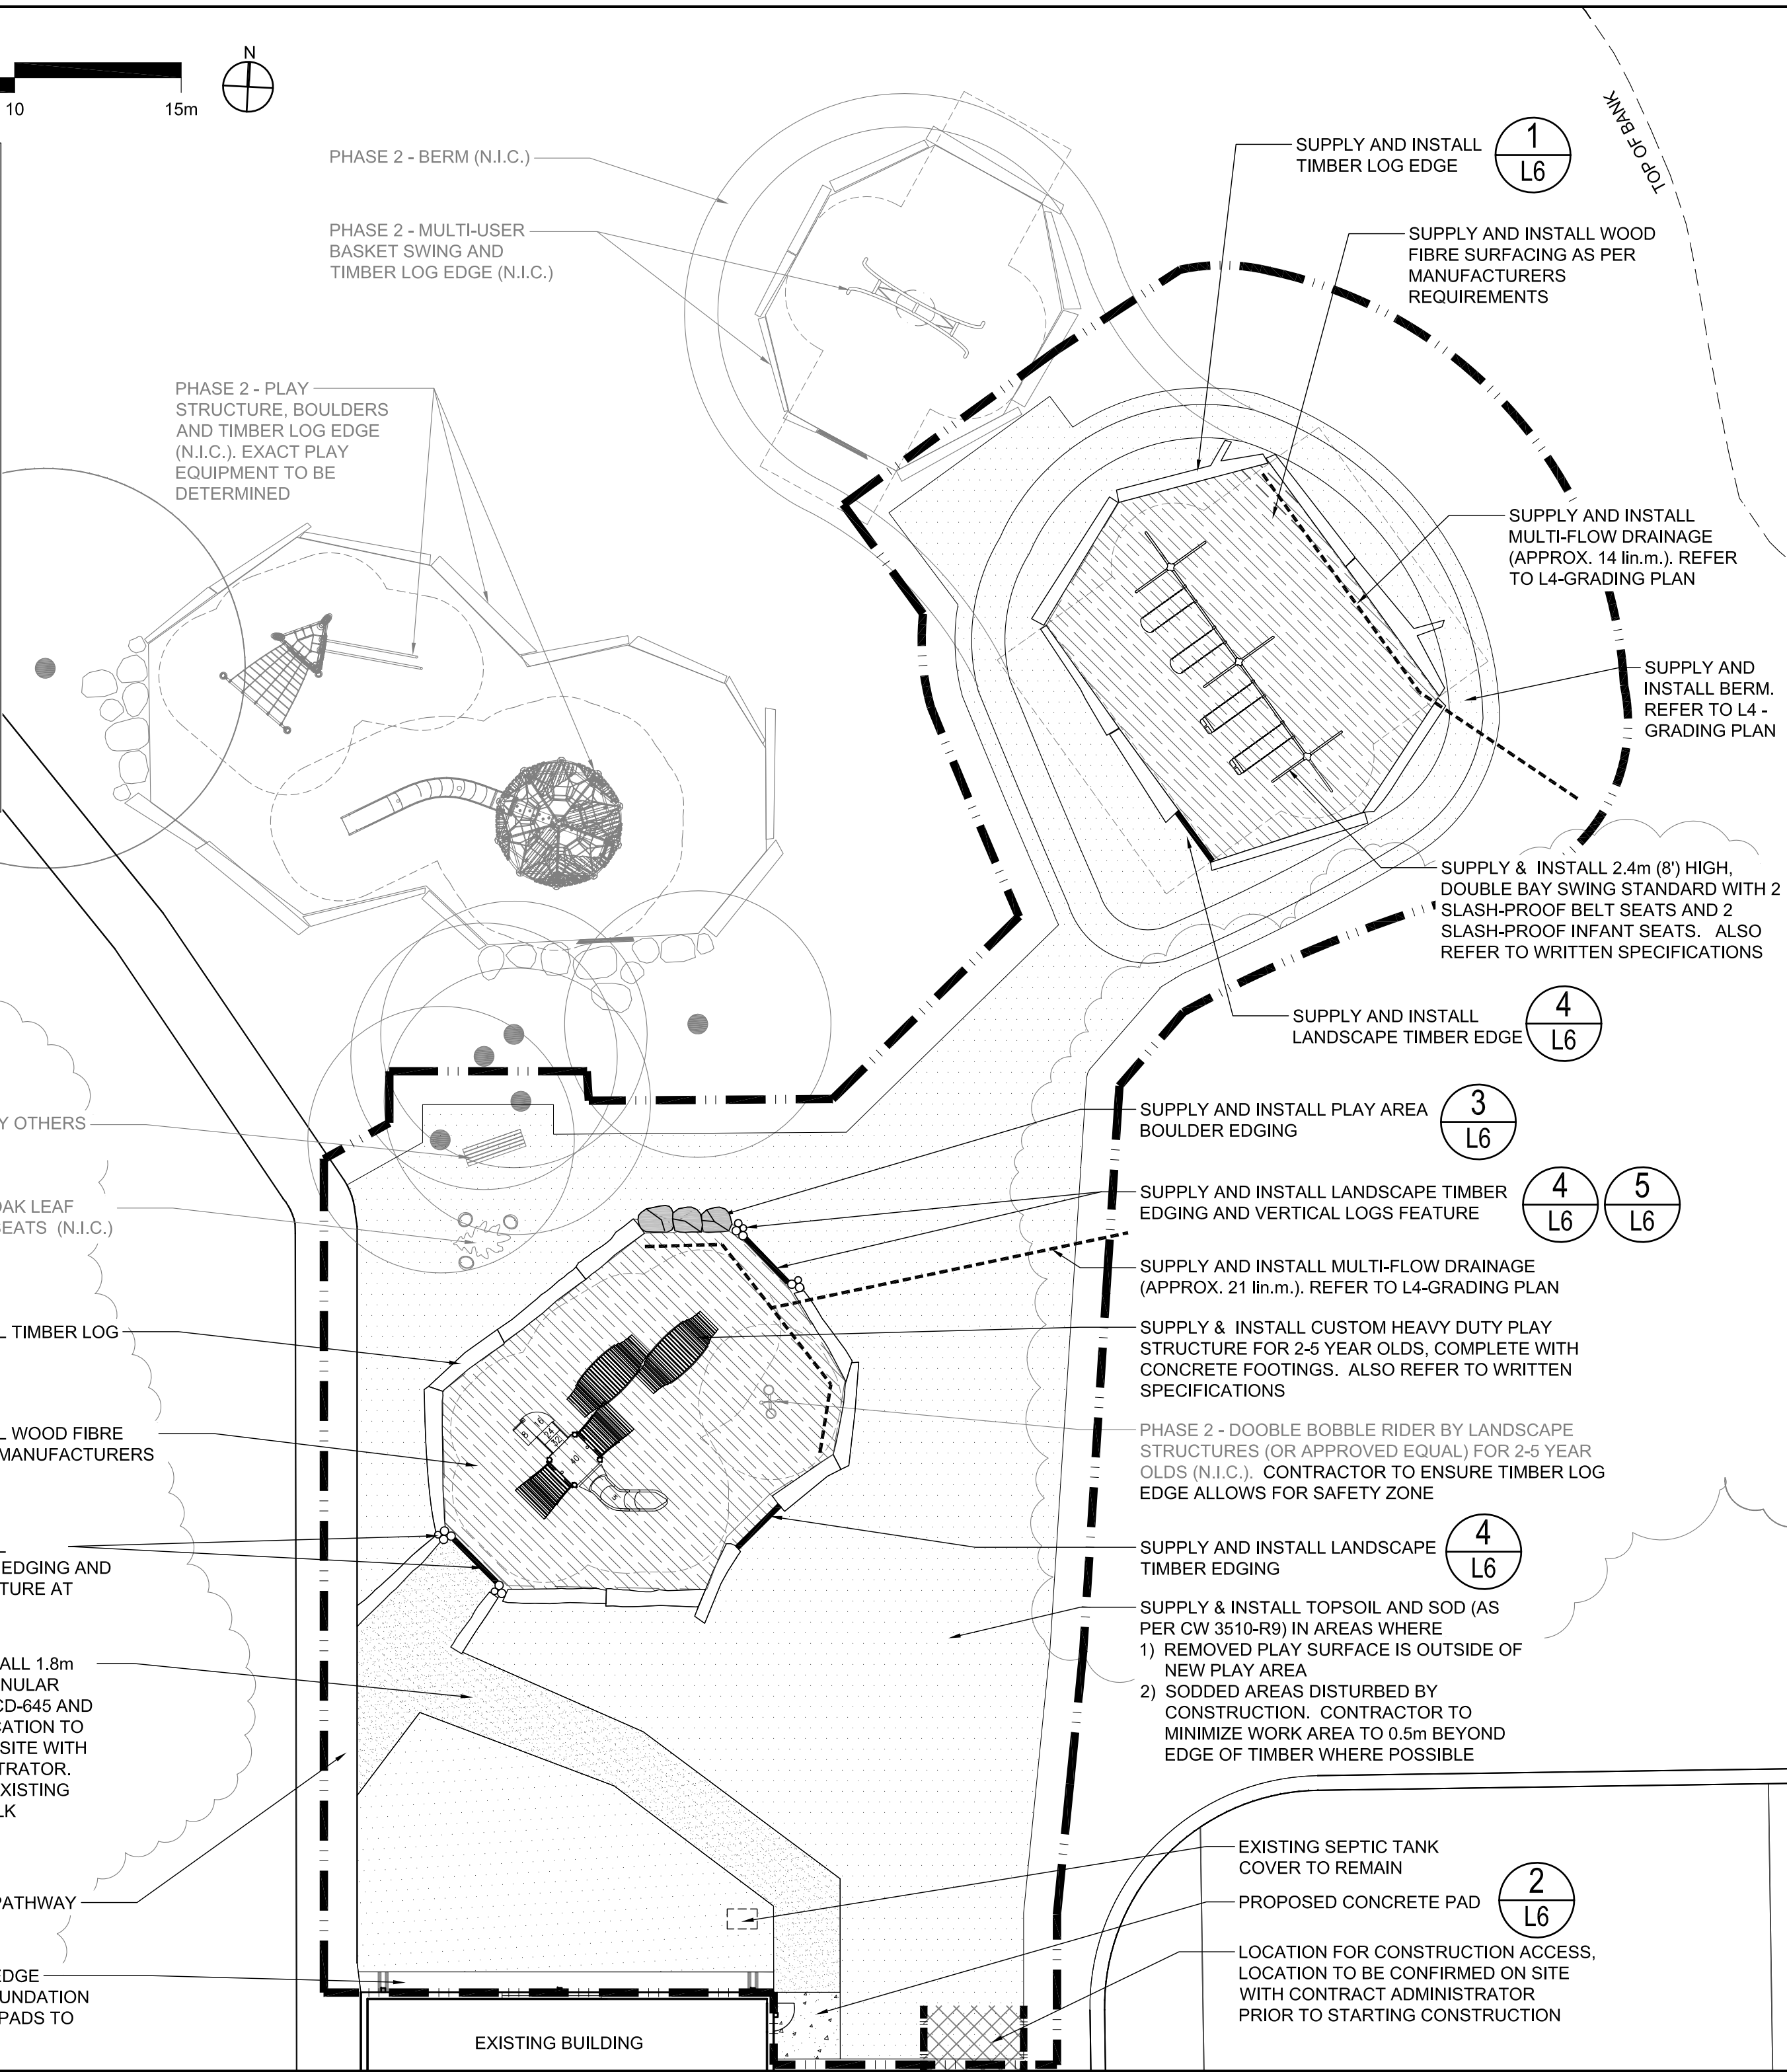 N
10
15m
PHASE 2 - BERM (N.I.C.)
PHASE 2 - MULTI-USER
BASKET SWING AND
TIMBER LOG EDGE (N.I.C.)
PHASE 2 - PLAY
STRUCTURE, BOULDERS
AND TIMBER LOG EDGE
(N.I.C.). EXACT PLAY
EQUIPMENT TO BE
DETERMINED
SUPPLY AND INSTALL
TIMBER LOG EDGE
1
L6
TOP OF BANK
SUPPLY AND INSTALL WOOD
FIBRE SURFACING AS PER
MANUFACTURERS
REQUIREMENTS
SUPPLY AND INSTALL
MULTI-FLOW DRAINAGE
(APPROX. 14 lin.m.). REFER
TO L4-GRADING PLAN
SUPPLY AND
INSTALL BERM.
REFER TO L4 -
GRADING PLAN
SUPPLY & INSTALL 2.4m (8') HIGH,
DOUBLE BAY SWING STANDARD WITH 2
SLASH-PROOF BELT SEATS AND 2
SLASH-PROOF INFANT SEATS. ALSO
REFER TO WRITTEN SPECIFICATIONS
SUPPLY AND INSTALL
LANDSCAPE TIMBER EDGE
4
L6
SUPPLY AND INSTALL PLAY AREA
BOULDER EDGING
3
L6
SUPPLY AND INSTALL LANDSCAPE TIMBER
EDGING AND VERTICAL LOGS FEATURE
4
L6
5
L6
SUPPLY AND INSTALL MULTI-FLOW DRAINAGE
(APPROX. 21 lin.m.). REFER TO L4-GRADING PLAN
SUPPLY & INSTALL CUSTOM HEAVY DUTY PLAY
STRUCTURE FOR 2-5 YEAR OLDS, COMPLETE WITH
CONCRETE FOOTINGS. ALSO REFER TO WRITTEN
SPECIFICATIONS
PHASE 2 - DOOBLE BOBBLE RIDER BY LANDSCAPE
STRUCTURES (OR APPROVED EQUAL) FOR 2-5 YEAR
OLDS (N.I.C.). CONTRACTOR TO ENSURE TIMBER LOG
EDGE ALLOWS FOR SAFETY ZONE
SUPPLY AND INSTALL LANDSCAPE
TIMBER EDGING
4
L6
SUPPLY & INSTALL TOPSOIL AND SOD (AS
PER CW 3510-R9) IN AREAS WHERE
1) REMOVED PLAY SURFACE IS OUTSIDE OF
NEW PLAY AREA
2) SODDED AREAS DISTURBED BY
CONSTRUCTION. CONTRACTOR TO
MINIMIZE WORK AREA TO 0.5m BEYOND
EDGE OF TIMBER WHERE POSSIBLE
EXISTING SEPTIC TANK
COVER TO REMAIN
PROPOSED CONCRETE PAD
2
L6
LOCATION FOR CONSTRUCTION ACCESS,
LOCATION TO BE CONFIRMED ON SITE
WITH CONTRACT ADMINISTRATOR
PRIOR TO STARTING CONSTRUCTION
Y OTHERS
OAK LEAF
SEATS (N.I.C.)
L TIMBER LOG
L WOOD FIBRE
MANUFACTURERS
EDGING AND
TURE AT
ALL 1.8m
NULAR
CD-645 AND
CATION TO
SITE WITH
TRATOR.
EXISTING
LK
PATHWAY
EDGE
UNDATION
PADS TO
8
16
24
32
40
EXISTING BUILDING